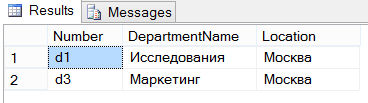 Results Messages
Number DepartmentName Location
1 d1 Исследования Москва
2 d3 Маркетинг Москва